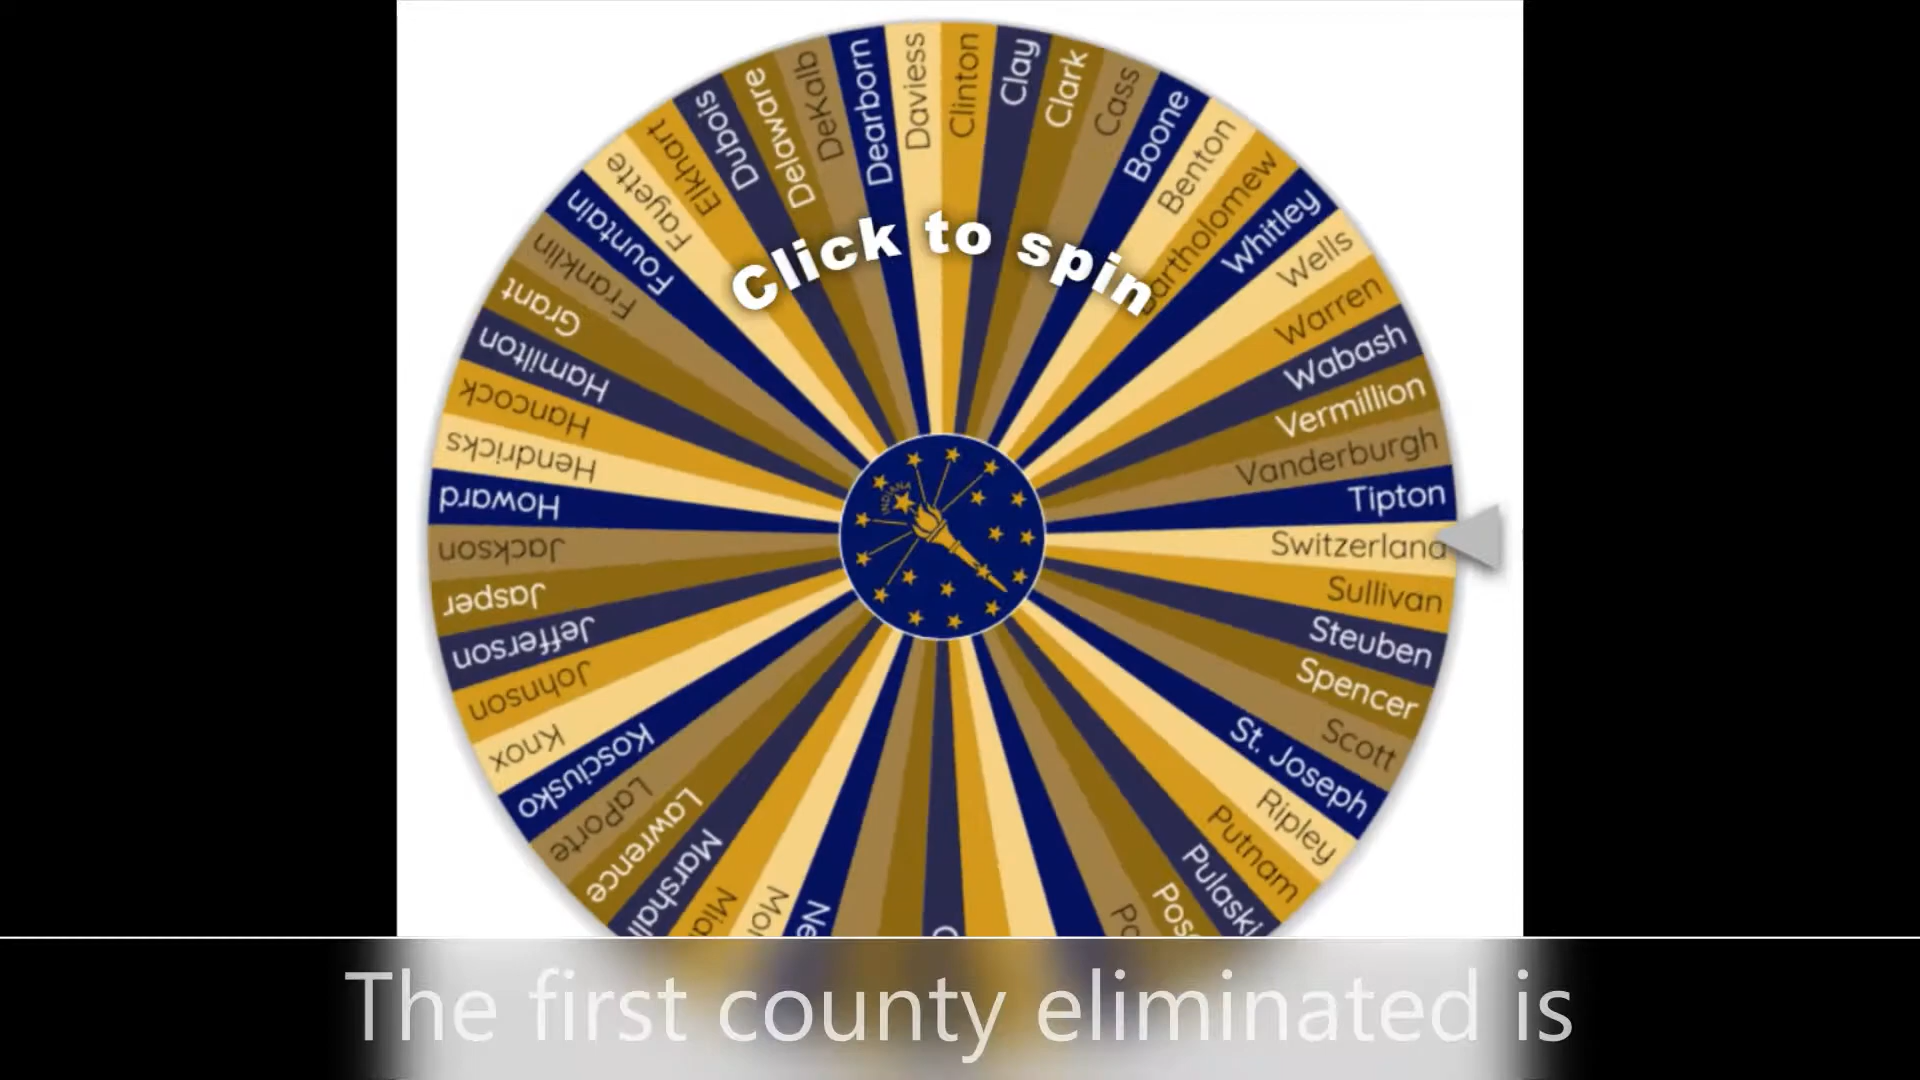 Click to spin
Clinton
Clay
Clark
Cass
Boone
Benton
Bartholomew
Whitley
Wells
Warren
Wabash
Vermillion
Vanderburgh
Tipton
Switzerland
Sullivan
Steuben
Spencer
Scott
St. Joseph
Ripley
Putnam
Pulaski
Marshall
Lawrence
LaPorte
Kosciusko
Knox
Johnson
Jefferson
Jasper
Jackson
Howard
Hendricks
Hancock
Hamilton
Grant
Franklin
Fountain
Fayette
Elkhart
Dubois
Delaware
DeKalb
Dearborn
Daviess
INDIANA
The first county eliminated is